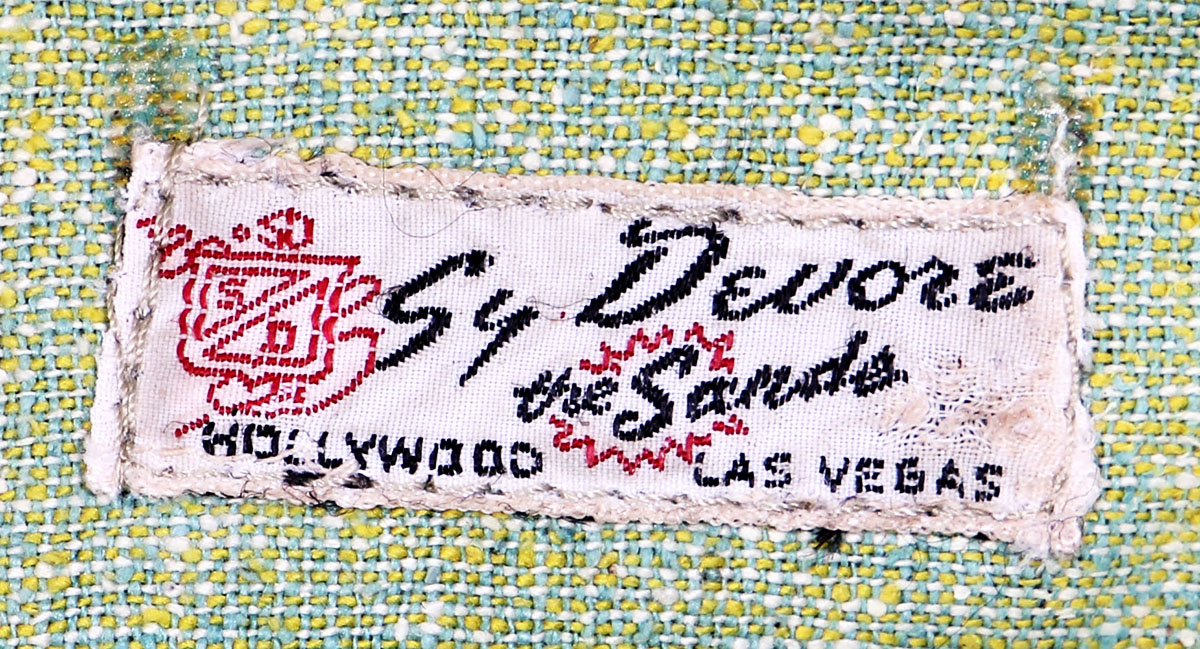 Sy DEVORE
the Sands
HOLLYWOOD LAS VEGAS
S
D